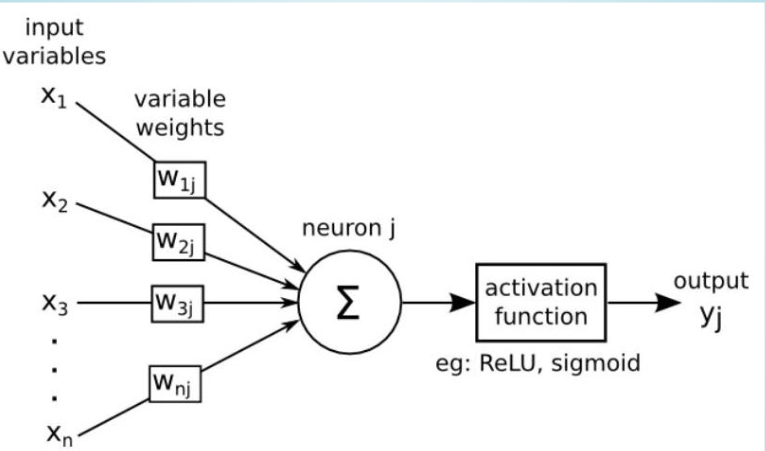 input
variables
x₁
variable
weights
w₁ⱼ
x₂
w₂ⱼ
neuron j
x₃
w₃ⱼ
Σ
activation
function
output
yⱼ
eg: ReLU, sigmoid
.
.
.
wₙⱼ
xₙ